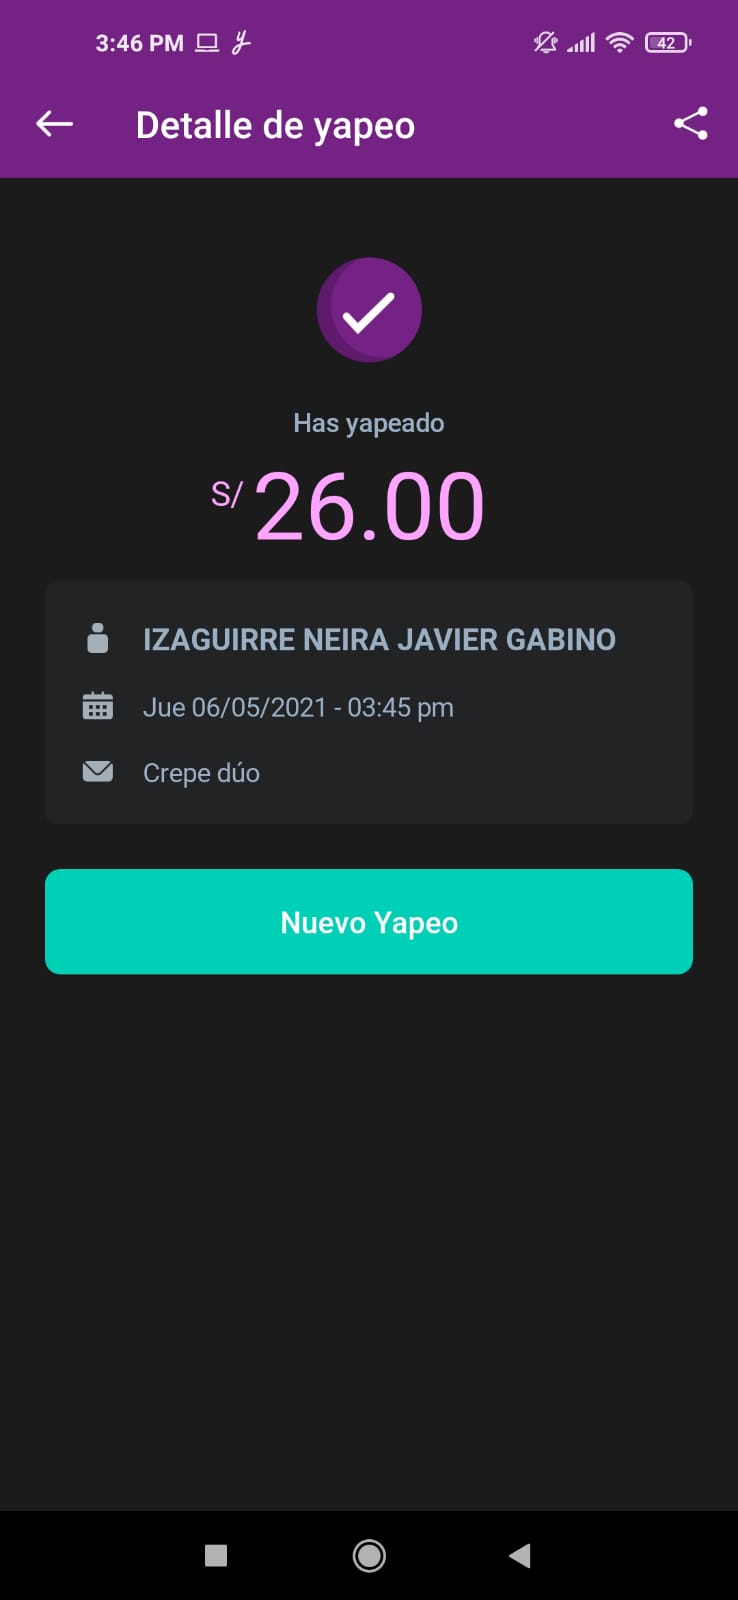 3:46 PM
42
Detalle de yapeo
Has yapeado
S/ 26.00
IZAGUIRRE NEIRA JAVIER GABINO
Jue 06/05/2021 - 03:45 pm
Crepe dúo
Nuevo Yapeo